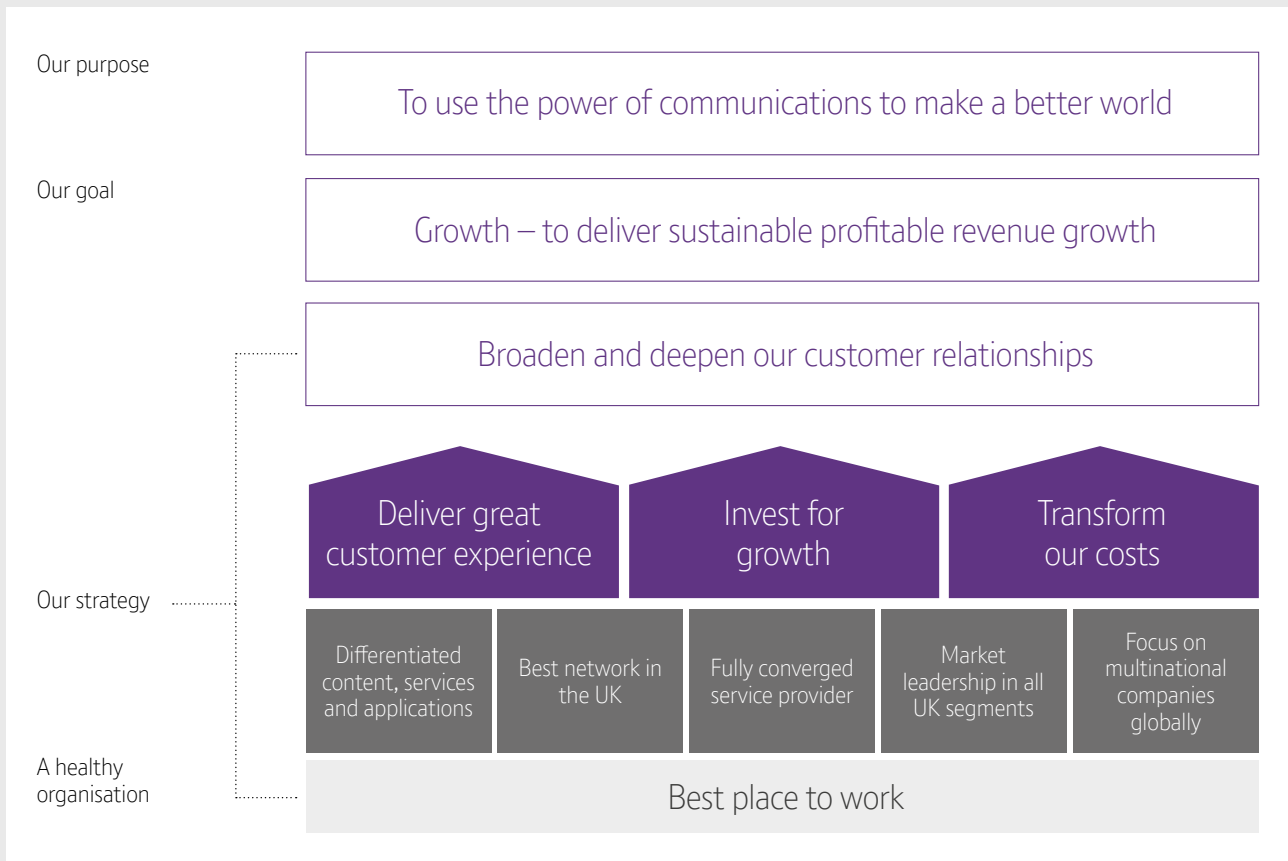 Our purpose
To use the power of communications to make a better world
Our goal
Growth – to deliver sustainable profitable revenue growth
Broaden and deepen our customer relationships
Deliver great
customer experience
Invest for
growth
Transform
our costs
Our strategy
Differentiated
content, services
and applications
Best network in
the UK
Fully converged
service provider
Market
leadership in all
UK segments
Focus on
multinational
companies
globally
A healthy
organisation
Best place to work